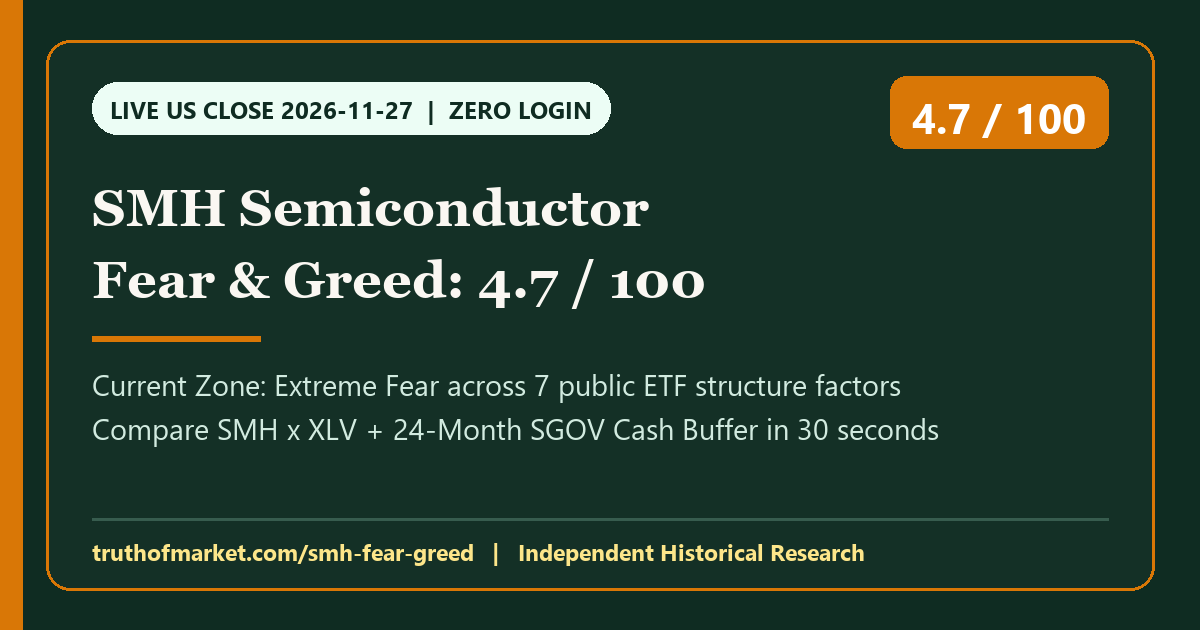 LIVE US CLOSE 2026-11-27 | ZERO LOGIN
4.7 / 100
SMH Semiconductor
Fear & Greed: 4.7 / 100
Current Zone: Extreme Fear across 7 public ETF structure factors
Compare SMH x XLV + 24-Month SGOV Cash Buffer in 30 seconds
truthofmarket.com/smh-fear-greed | Independent Historical Research